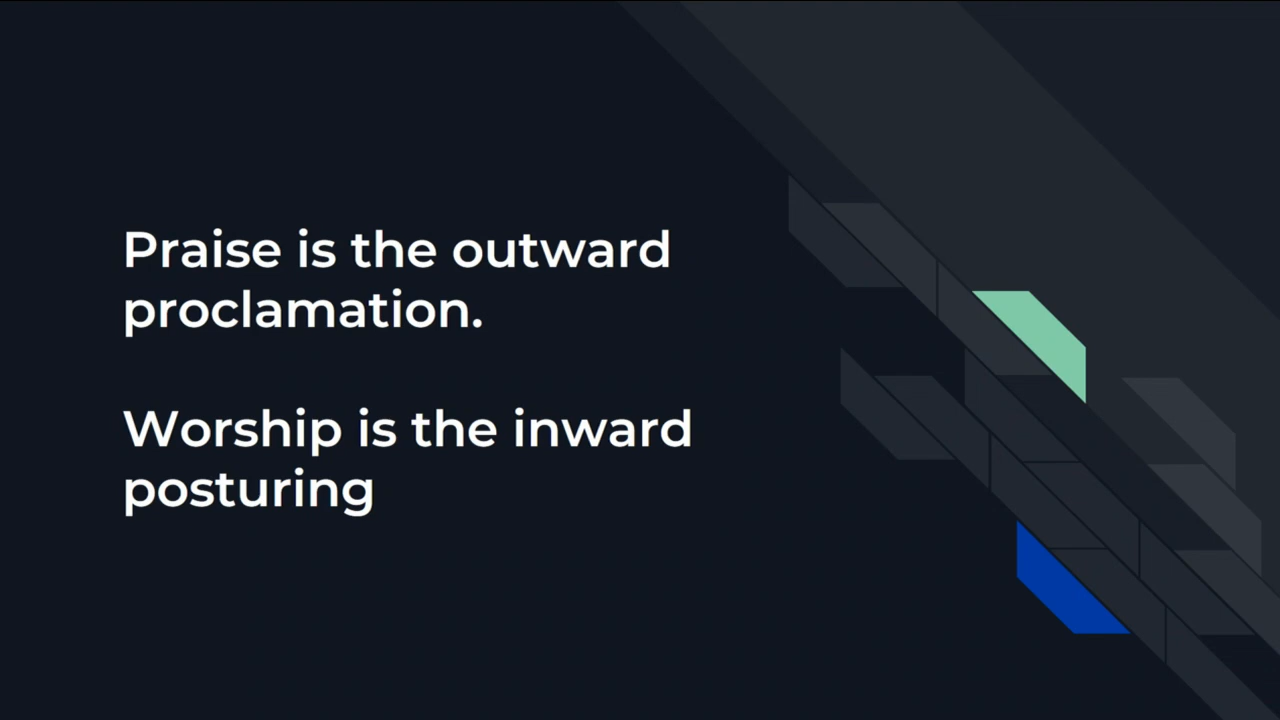 Praise is the outward
proclamation.
Worship is the inward
posturing